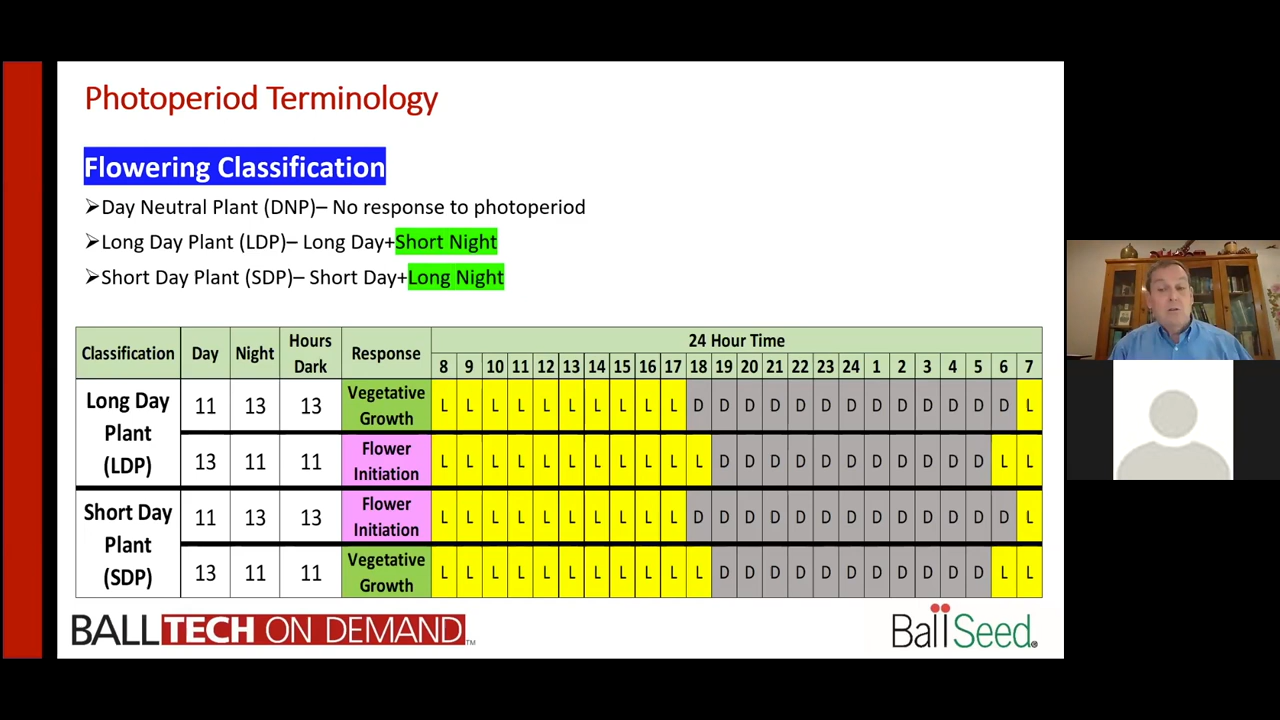 Photoperiod Terminology
Flowering Classification
➢Day Neutral Plant (DNP)– No response to photoperiod
➢Long Day Plant (LDP)– Long Day+Short Night
➢Short Day Plant (SDP)– Short Day+Long Night
Classification Day Night Hours Dark Response 24 Hour Time
8 9 10 11 12 13 14 15 16 17 18 19 20 21 22 23 24 1 2 3 4 5 6 7
Long Day Plant (LDP) 11 13 13 Vegetative Growth L L L L L L L L L L D D D D D D D D D D D D D L
13 11 11 Flower Initiation L L L L L L L L L L L D D D D D D D D D D D L L
Short Day Plant (SDP) 11 13 13 Flower Initiation L L L L L L L L L L D D D D D D D D D D D D D L
13 11 11 Vegetative Growth L L L L L L L L L L L D D D D D D D D D D D L L
BALLTECH ON DEMAND™
Ball Seed®